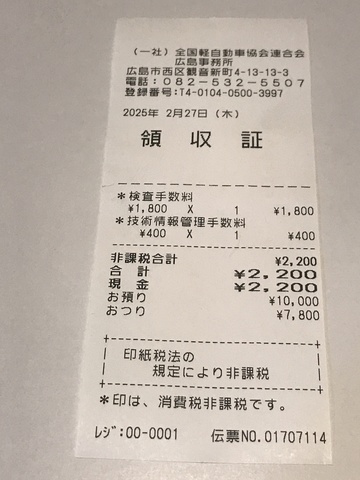 (一社) 全国軽自動車協会連合会
広島事務所
広島市西区観音新町4-13-13-3
電話：082-532-5507
登録番号:T4-0104-0500-3997
2025年 2月27日 (木)
領収証
*検査手数料
¥1,800 X 1 ¥1,800
*技術情報管理手数料
¥400 X 1 ¥400
非課税合計 ¥2,200
合計 ¥2,200
現金 ¥2,200
お預り ¥10,000
おつり ¥7,800
印紙税法の
規定により非課税
*印は、消費税非課税です。
ﾚｼﾞ:00-0001 伝票NO.01707114